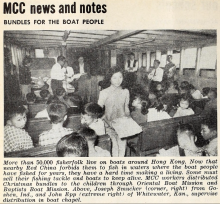 MCC news and notes
BUNDLES FOR THE BOAT PEOPLE
More than 50,000 fisherfolk live on boats around Hong Kong. Now that
nearby Red China forbids them to fish in waters where the boat people
have fished for years, they have a hard time making a living. Some must
sell their fishing tackle and boats to keep alive. MCC workers distributed
Christmas bundles to the children through Oriental Boat Mission and
Baptists Boat Mission. Above, Joseph Smucker (corner, right) from Go-
shen, Ind., and John Epp (extreme right) of Whitewater, Kan., supervise
distribution in boat chapel.